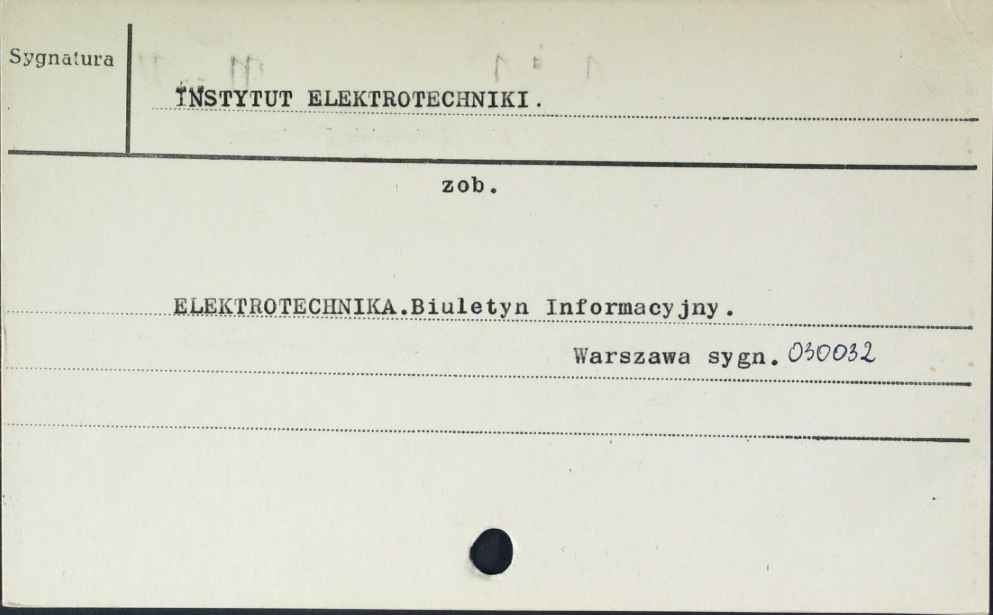 Sygnatura
INSTYTUT ELEKTROTECHNIKI.
zob.
ELEKTROTECHNIKA.Biuletyn Informacyjny.
Warszawa sygn. 030032